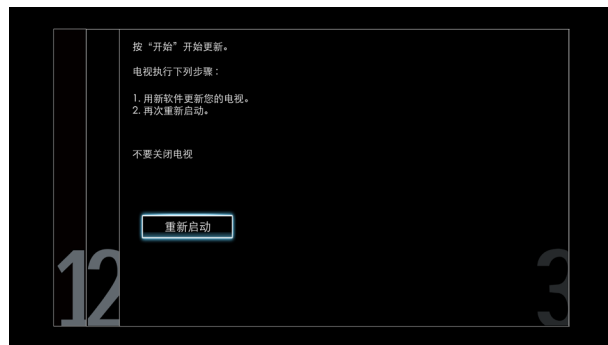 按“开始”开始更新。
电视执行下列步骤：
1. 用新软件更新您的电视。
2. 再次重新启动。
不要关闭电视
重新启动
1
2
3